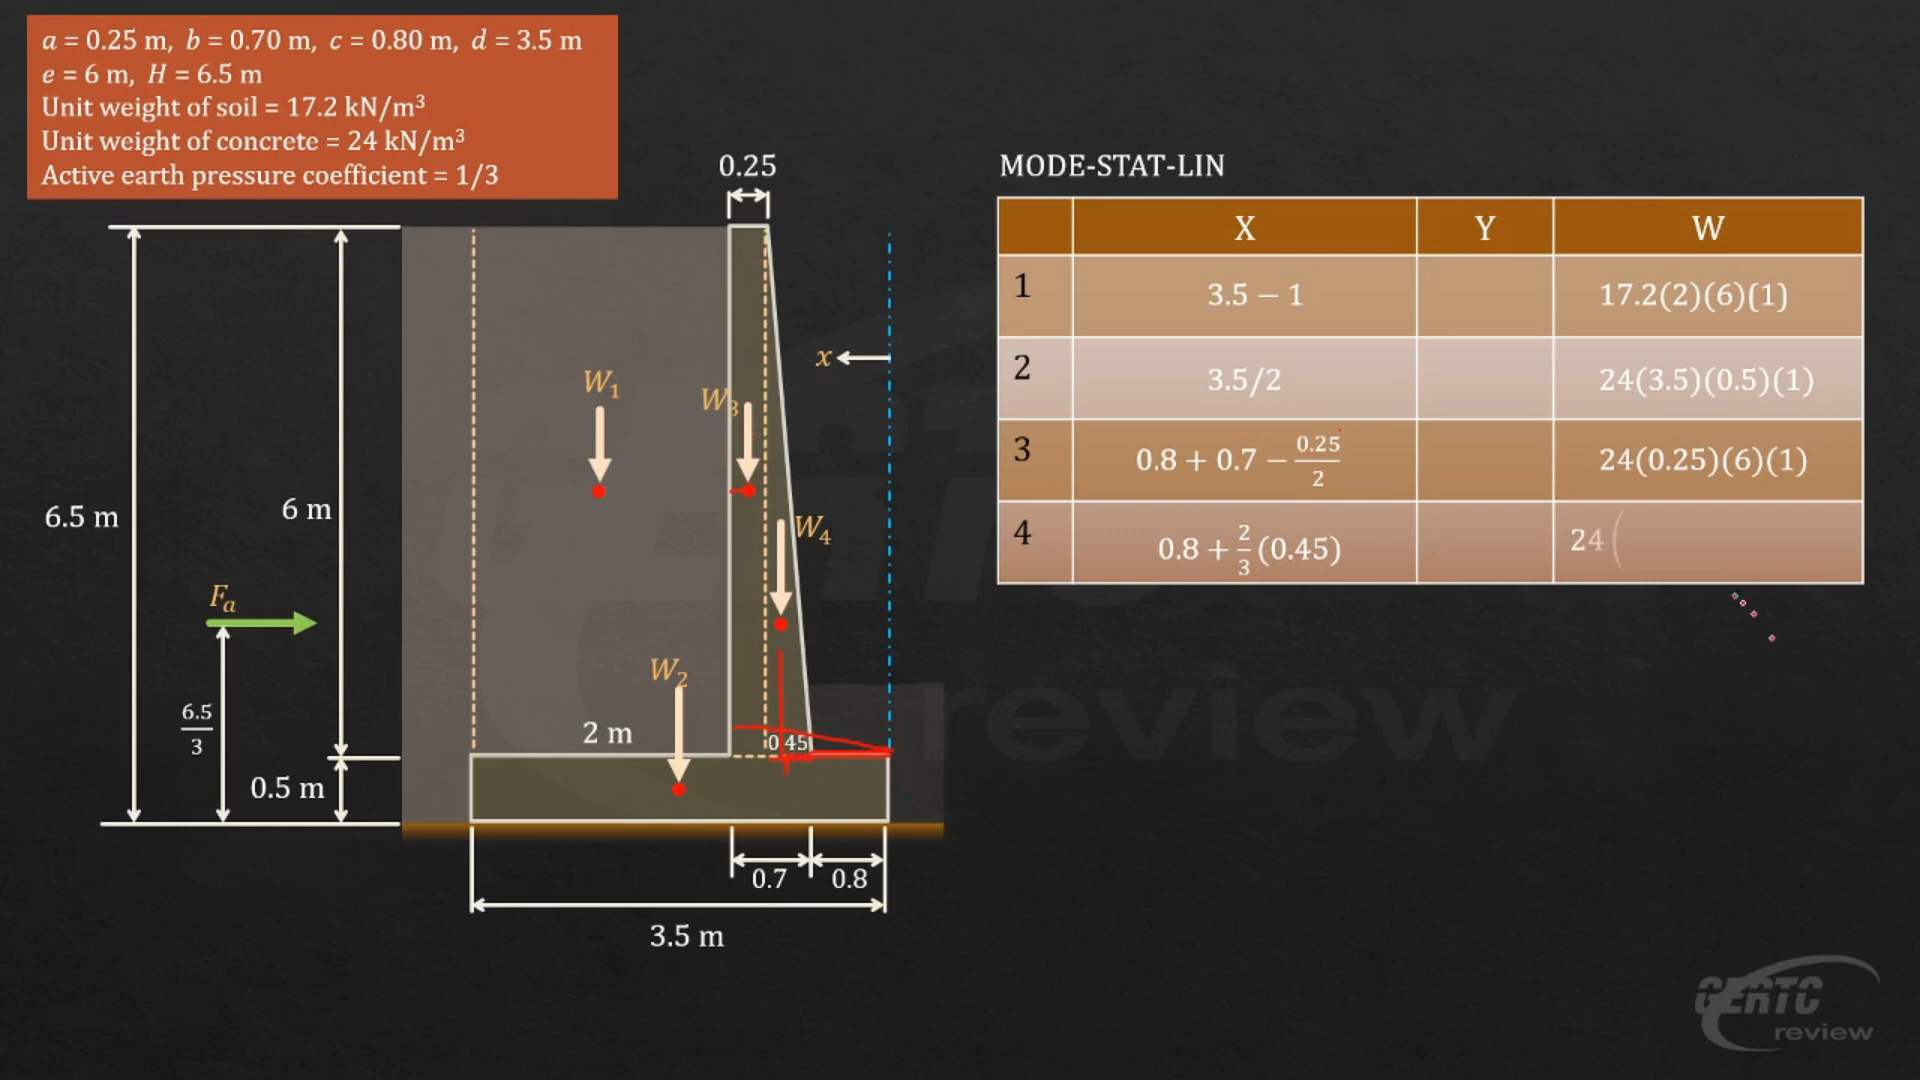 a = 0.25 m, b = 0.70 m, c = 0.80 m, d = 3.5 m
e = 6 m, H = 6.5 m
Unit weight of soil = 17.2 kN/m³
Unit weight of concrete = 24 kN/m³
Active earth pressure coefficient = 1/3
0.25
x
W₁
W₃
6.5 m
6 m
W₄
Fₐ
W₂
6.5/3
2 m
0.45
0.5 m
0.7
0.8
3.5 m
MODE-STAT-LIN
X Y W
1 3.5 − 1 17.2(2)(6)(1)
2 3.5/2 24(3.5)(0.5)(1)
3 0.8 + 0.7 − 0.25/2 24(0.25)(6)(1)
4 0.8 + 2/3 (0.45) 24 (
review
GERTC
review